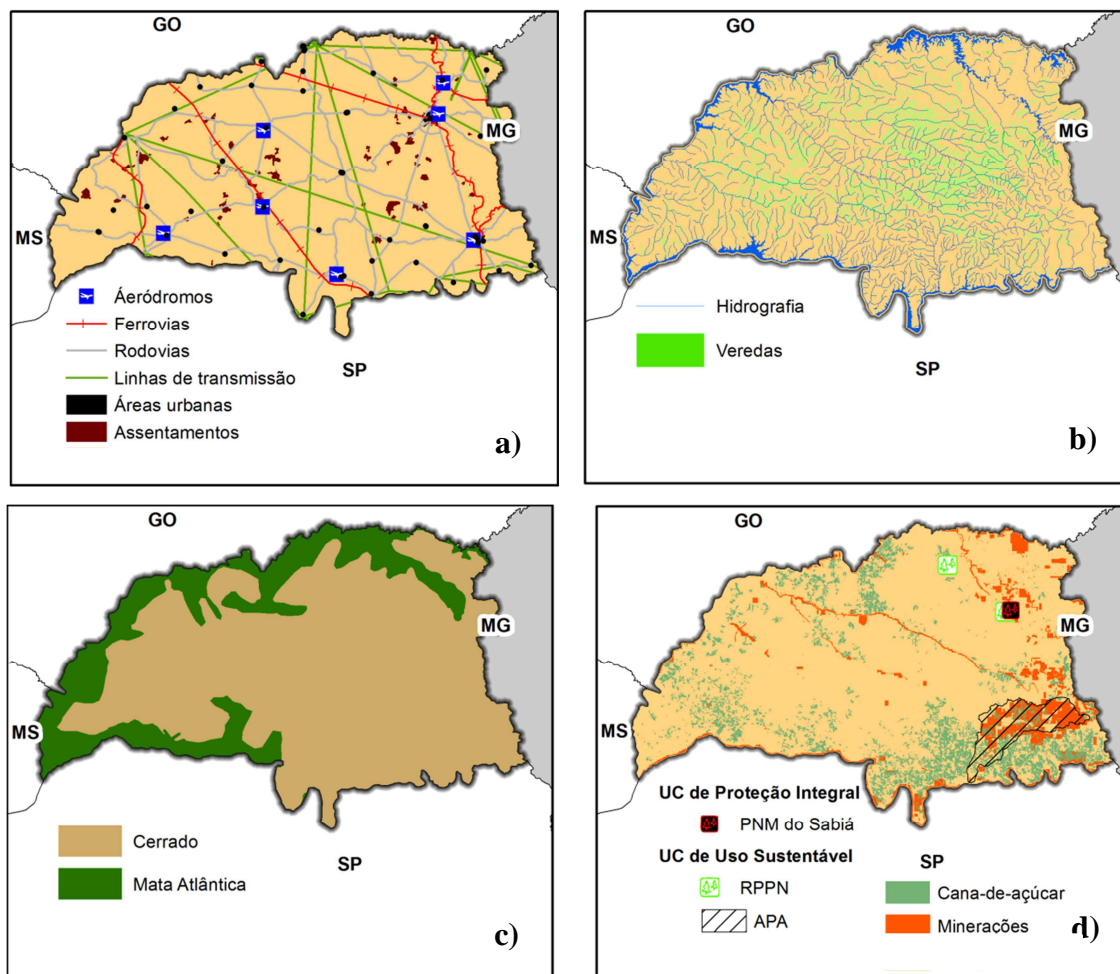 GO
MG
MS
Áeródromos
Ferrovias
Rodovias
SP
Linhas de transmissão
Áreas urbanas
Assentamentos
a)
GO
MG
MS
Hidrografia
Veredas
SP
b)
GO
MG
MS
Cerrado
SP
Mata Atlântica
c)
GO
MG
MS
UC de Proteção Integral
PNM do Sabiá
UC de Uso Sustentável
SP
RPPN
Cana-de-açúcar
APA
Minerações
d)